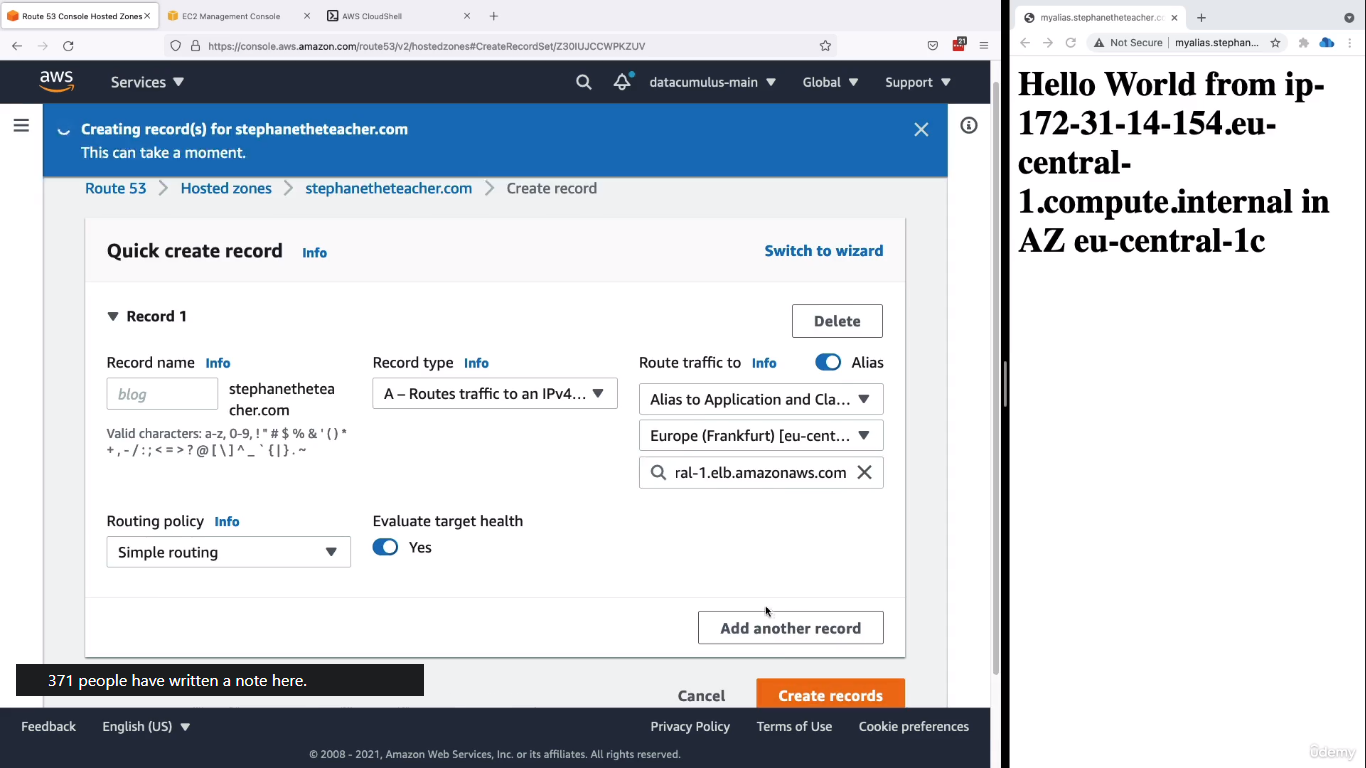 Route 53 Console Hosted Zones
EC2 Management Console
AWS CloudShell
https://console.aws.amazon.com/route53/v2/hostedzones#CreateRecordSet/Z30IUJCCWPKZUV
21
aws
Services
datacumulus-main
Global
Support
Creating record(s) for stephanetheteacher.com
This can take a moment.
Route 53 > Hosted zones > stephanetheteacher.com > Create record
Quick create record Info
Switch to wizard
Record 1
Delete
Record name Info
blog
stephanethetea
cher.com
Valid characters: a-z, 0-9, ! " # $ % & ' ( ) *
+ , - / : ; < = > ? @ [ \ ] ^ _ ` { | } . ~
Record type Info
A – Routes traffic to an IPv4...
Route traffic to Info
Alias
Alias to Application and Cla...
Europe (Frankfurt) [eu-cent...
ral-1.elb.amazonaws.com
Routing policy Info
Simple routing
Evaluate target health
Yes
Add another record
371 people have written a note here.
Cancel
Create records
Feedback
English (US)
Privacy Policy
Terms of Use
Cookie preferences
© 2008 - 2021, Amazon Web Services, Inc. or its affiliates. All rights reserved.
myalias.stephanetheteacher.c
Not Secure
myalias.stephan...
Hello World from ip-
172-31-14-154.eu-
central-
1.compute.internal in
AZ eu-central-1c
ûdemy